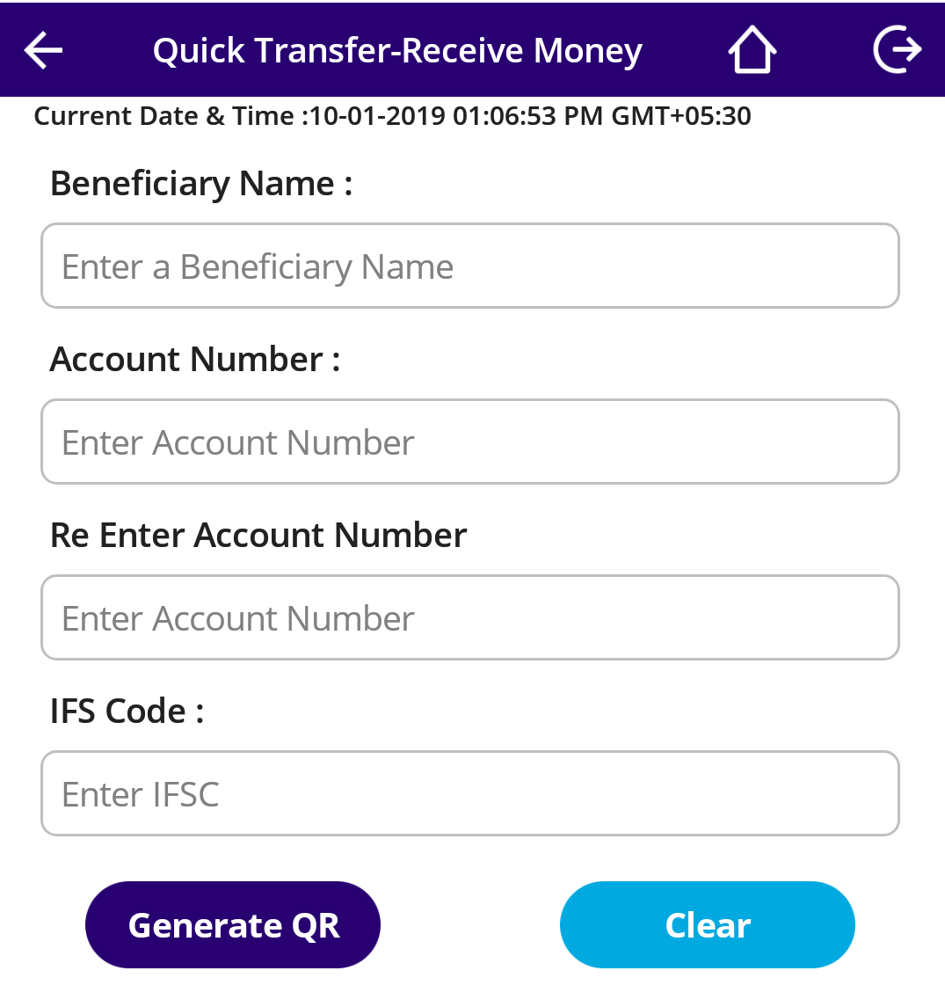 Quick Transfer-Receive Money
Current Date & Time :10-01-2019 01:06:53 PM GMT+05:30
Beneficiary Name :
Enter a Beneficiary Name
Account Number :
Enter Account Number
Re Enter Account Number
Enter Account Number
IFS Code :
Enter IFSC
Generate QR
Clear